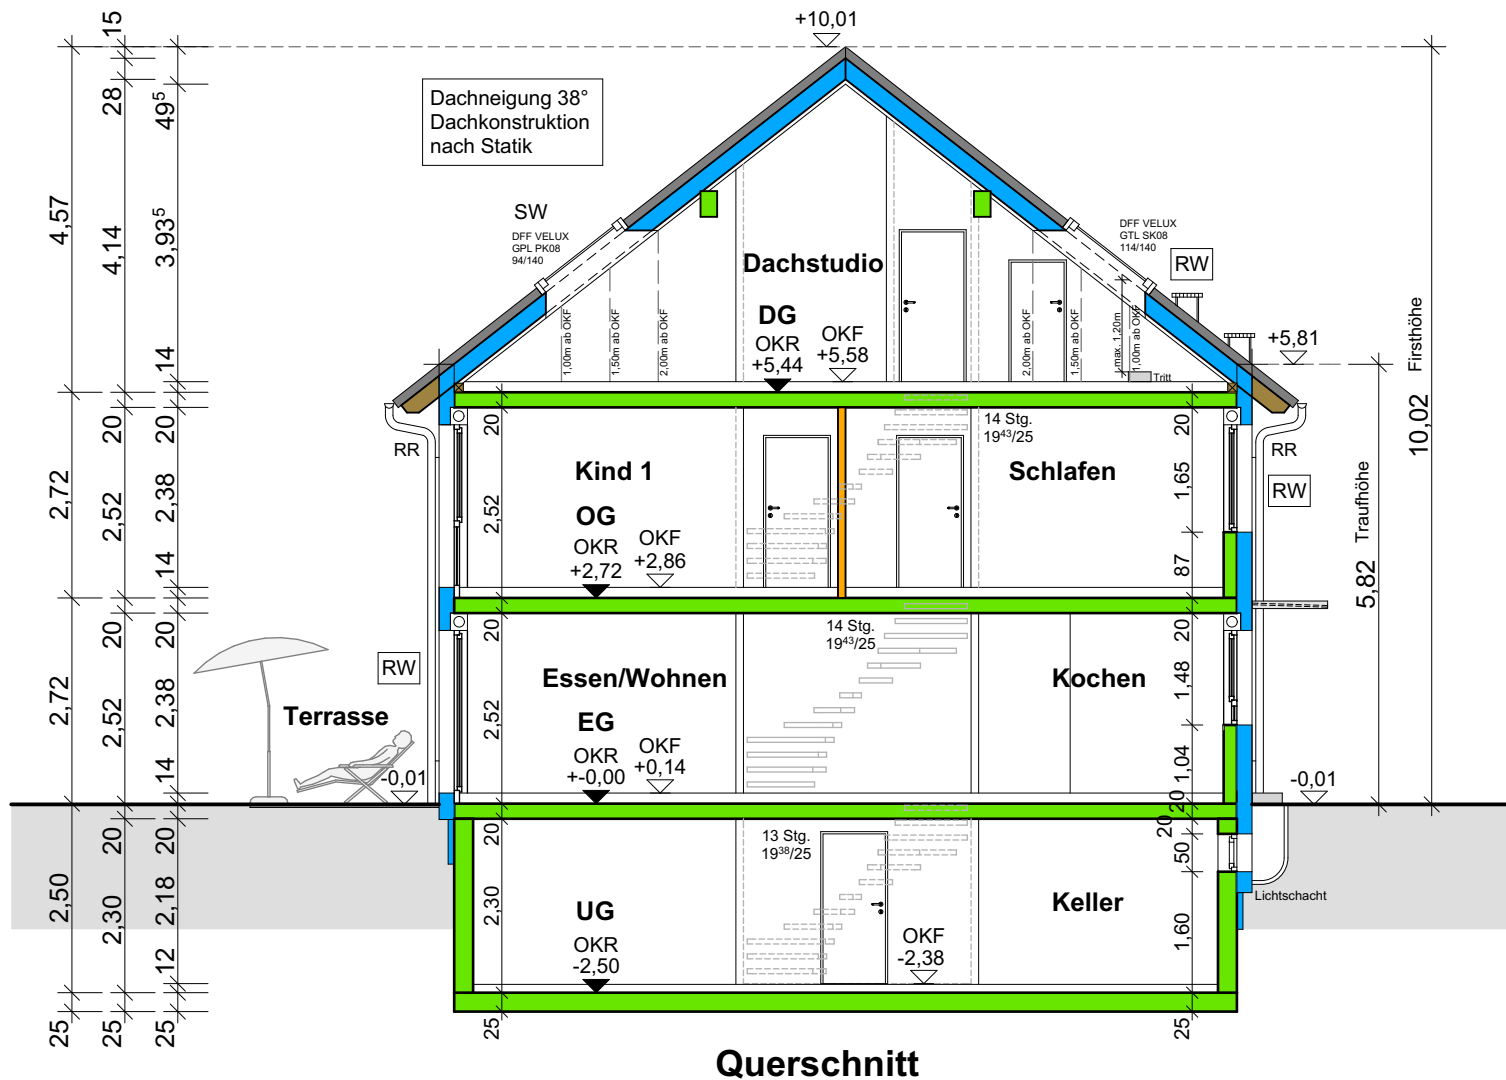 +10,01
15
28
49⁵
4,57
4,14
3,93⁵
14
Dachneigung 38°
Dachkonstruktion
nach Statik
SW
DFF VELUX
GPL PK08
94/140
DFF VELUX
GTL SK08
114/140
RW
Dachstudio
DG
OKR
+5,44
OKF
+5,58
1,00m ab OKF
1,50m ab OKF
2,00m ab OKF
2,00m ab OKF
1,50m ab OKF
max. 1,20m
1,00m ab OKF
Tritt
+5,81
Firsthöhe
10,02
Traufhöhe
5,82
20
20
2,72
2,52
2,38
14
RR
20
2,52
Kind 1
OG
OKR
+2,72
OKF
+2,86
14 Stg.
19⁴³/25
Schlafen
20
1,65
87
RR
RW
20
20
2,72
2,52
2,38
14
RW
Terrasse
-0,01
20
2,52
Essen/Wohnen
EG
OKR
+-0,00
OKF
+0,14
14 Stg.
19⁴³/25
Kochen
20
1,48
1,04
20
-0,01
20
20
2,50
2,30
2,18
12
25
25
25
20
2,30
25
UG
OKR
-2,50
13 Stg.
19³⁸/25
OKF
-2,38
Keller
20
50
1,60
25
Lichtschacht
Querschnitt